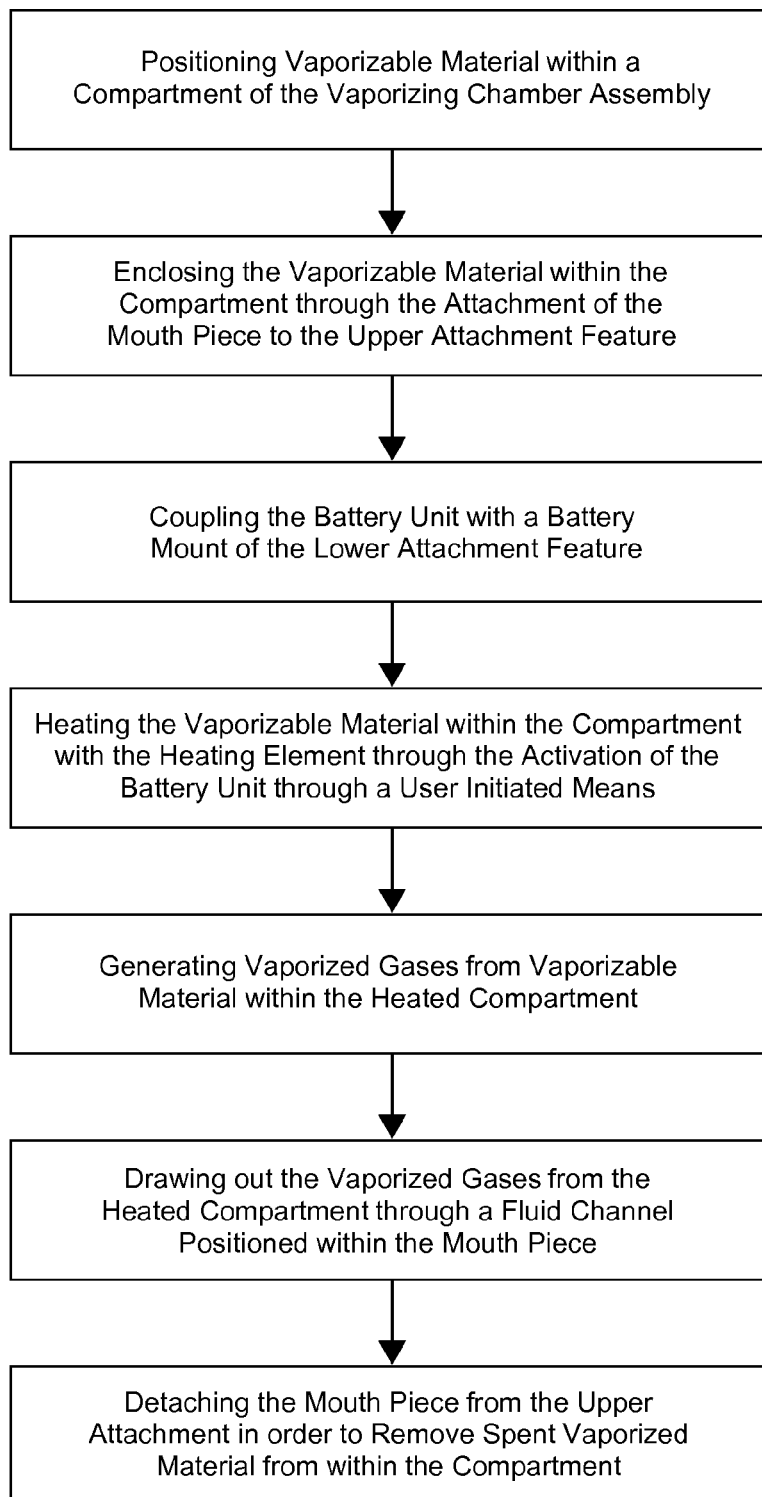 Positioning Vaporizable Material within a
Compartment of the Vaporizing Chamber Assembly
Enclosing the Vaporizable Material within the
Compartment through the Attachment of the
Mouth Piece to the Upper Attachment Feature
Coupling the Battery Unit with a Battery
Mount of the Lower Attachment Feature
Heating the Vaporizable Material within the Compartment
with the Heating Element through the Activation of the
Battery Unit through a User Initiated Means
Generating Vaporized Gases from Vaporizable
Material within the Heated Compartment
Drawing out the Vaporized Gases from the
Heated Compartment through a Fluid Channel
Positioned within the Mouth Piece
Detaching the Mouth Piece from the Upper
Attachment in order to Remove Spent Vaporized
Material from within the Compartment